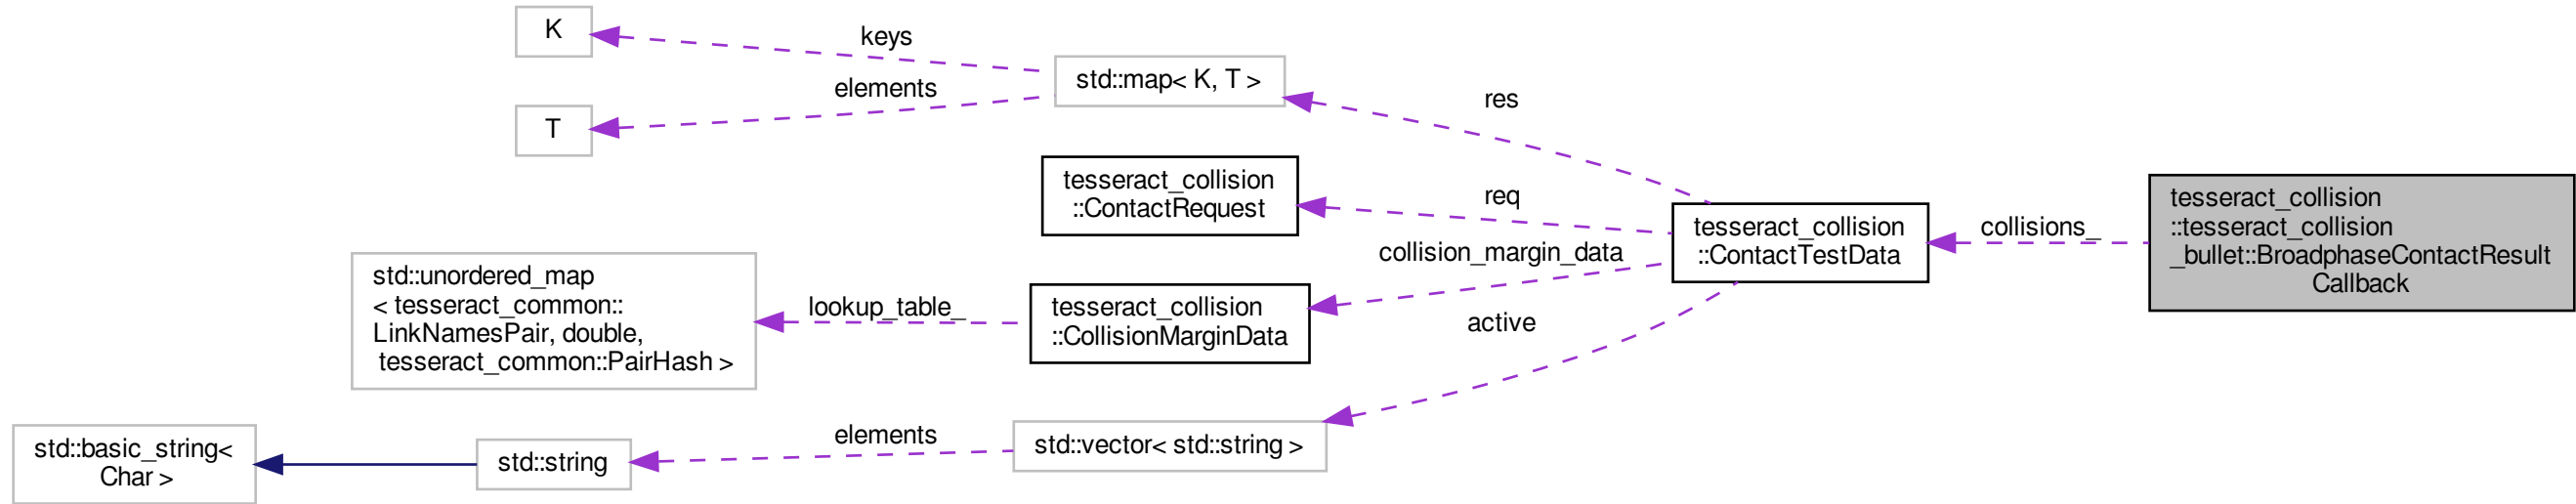 K
keys
std::map< K, T >
elements
T
res
tesseract_collision
::ContactRequest
req
tesseract_collision
::tesseract_collision
_bullet::BroadphaseContactResult
Callback
tesseract_collision
::ContactTestData
collisions_
collision_margin_data
std::unordered_map
< tesseract_common::
LinkNamesPair, double,
tesseract_common::PairHash >
lookup_table_
tesseract_collision
::CollisionMarginData
active
std::basic_string<
Char >
std::string
elements
std::vector< std::string >